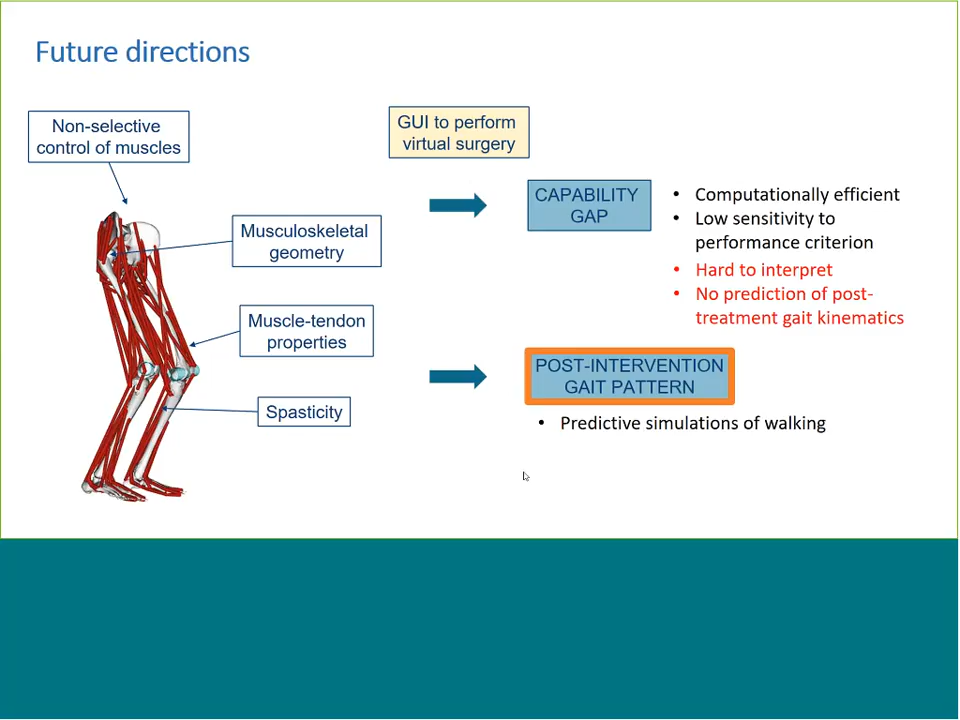 Future directions
Non-selective
control of muscles
GUI to perform
virtual surgery
CAPABILITY
GAP
• Computationally efficient
• Low sensitivity to
performance criterion
• Hard to interpret
• No prediction of post-
treatment gait kinematics
Musculoskeletal
geometry
Muscle-tendon
properties
POST-INTERVENTION
GAIT PATTERN
Spasticity
• Predictive simulations of walking